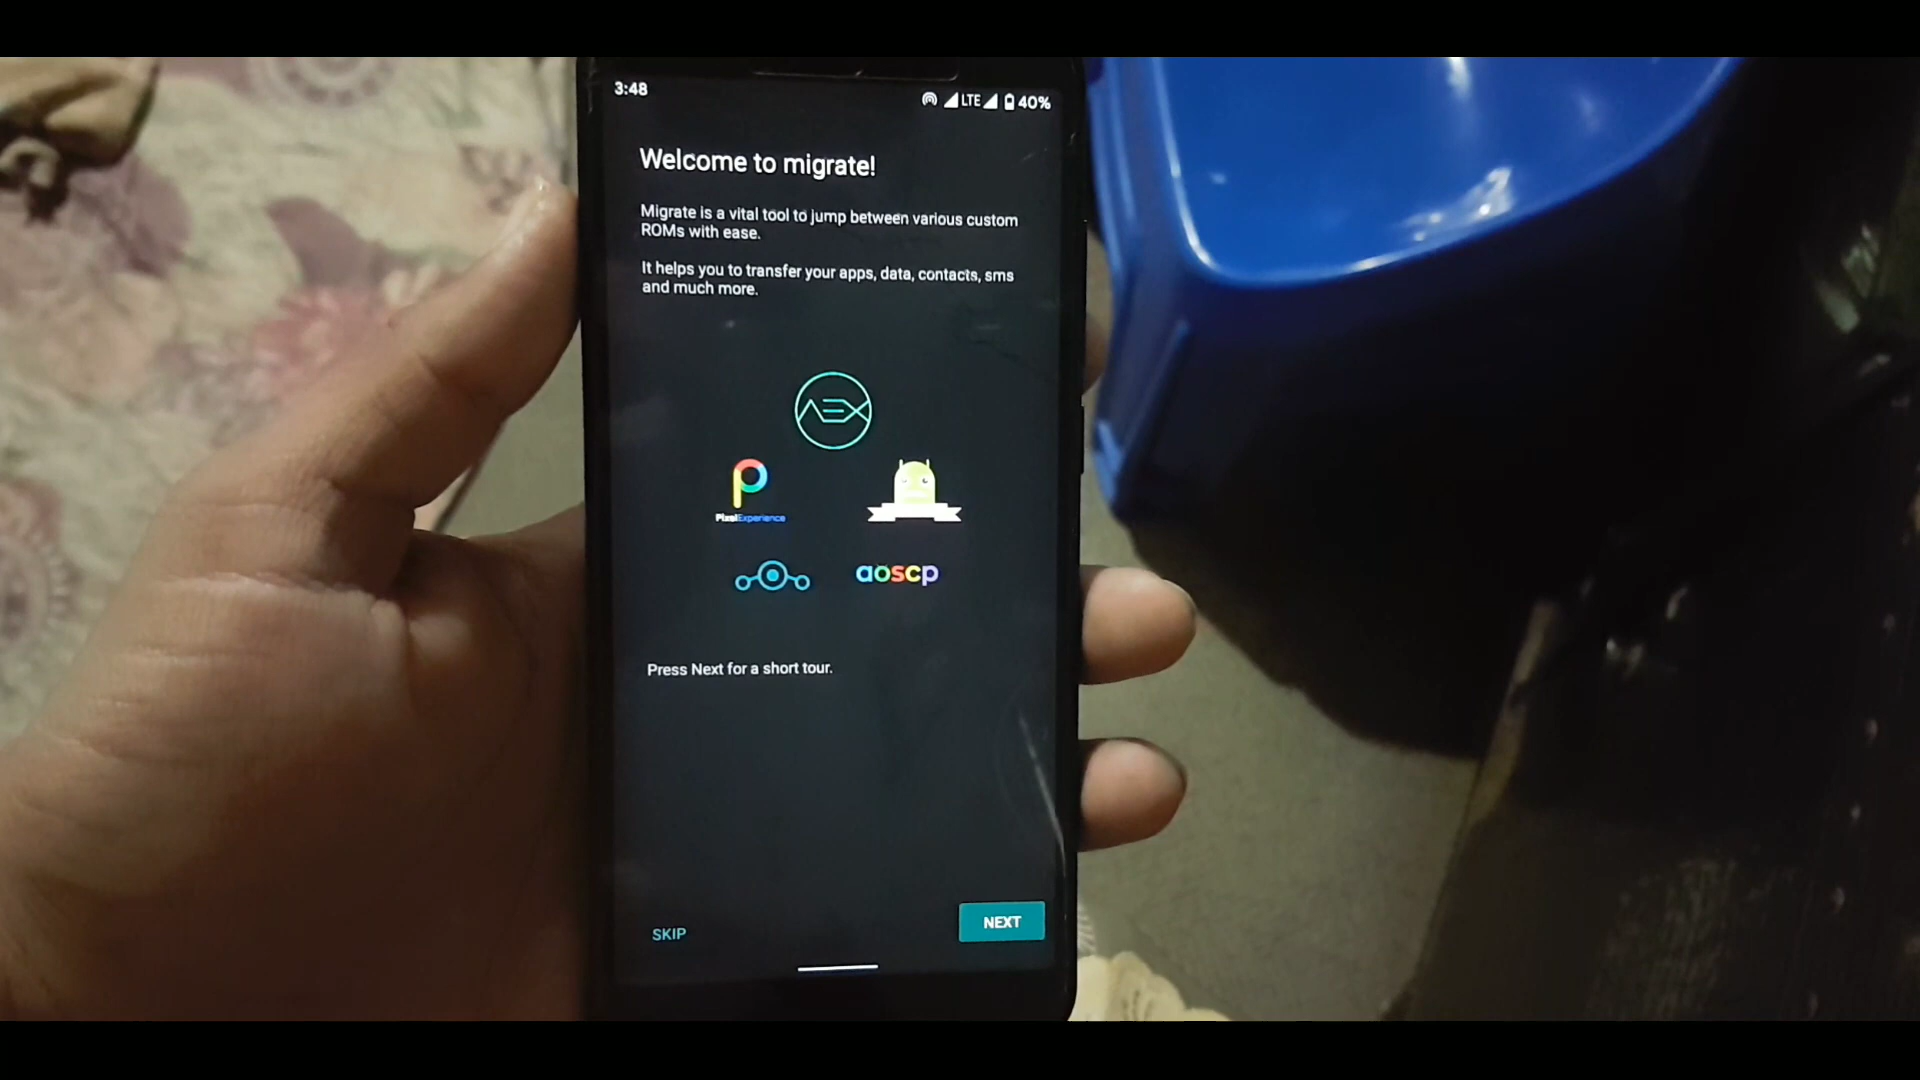 3:48
LTE 40%
Welcome to migrate!
Migrate is a vital tool to jump between various custom
ROMs with ease.
It helps you to transfer your apps, data, contacts, sms
and much more.
AEX
PixelExperience
aoscp
Press Next for a short tour.
SKIP
NEXT